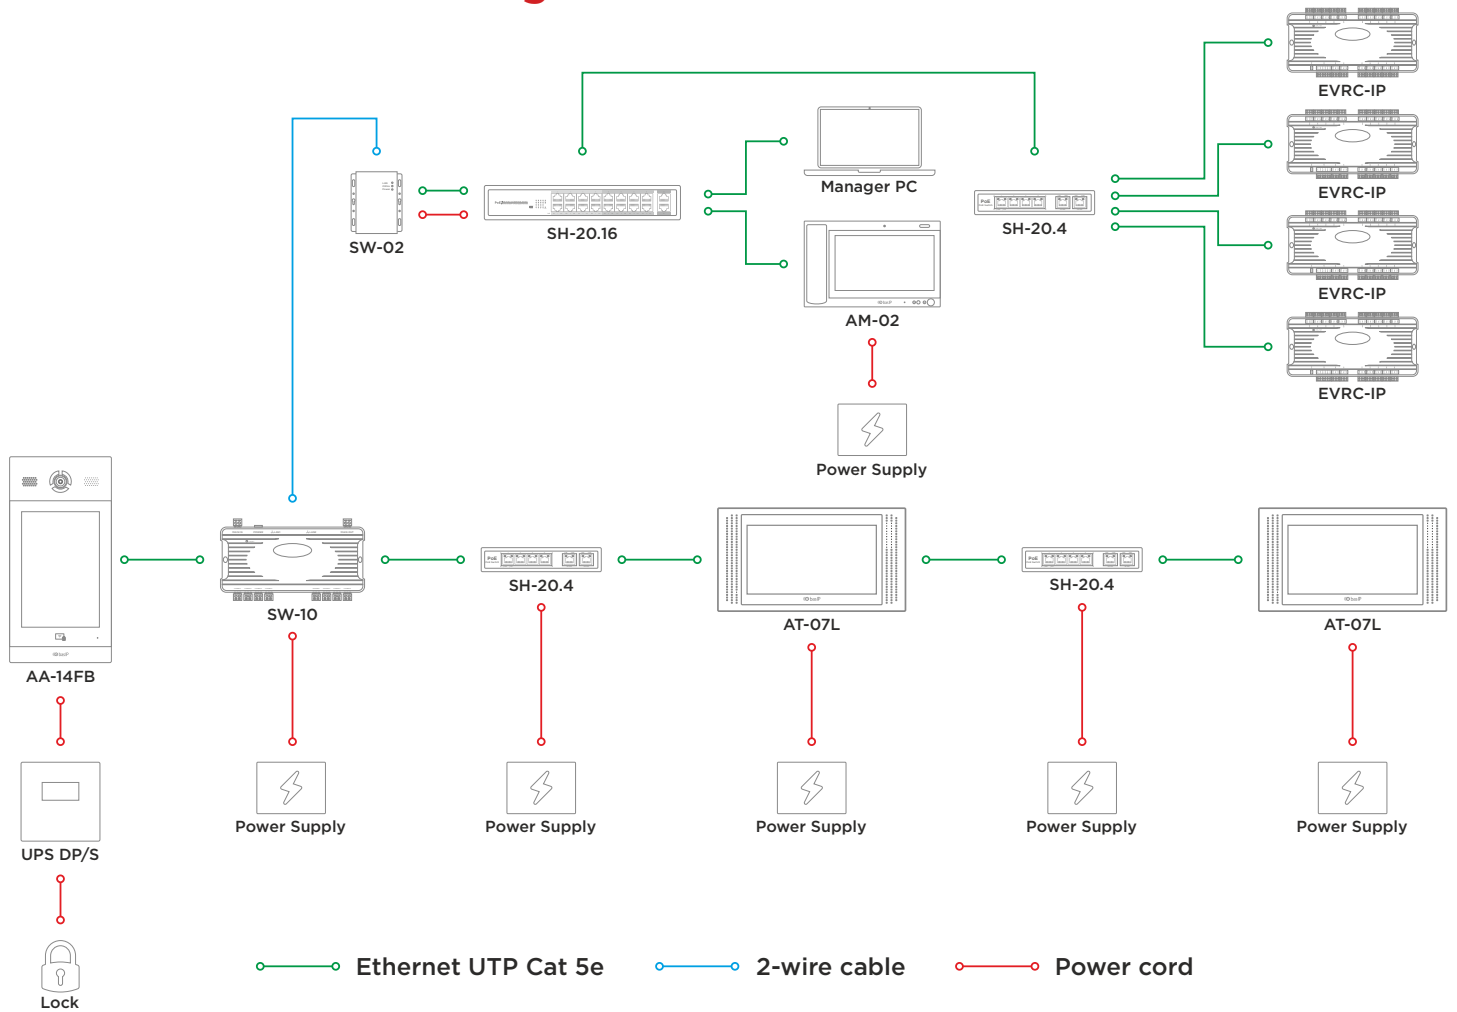 EVRC-IP
EVRC-IP
Manager PC
SW-02
SH-20.16
SH-20.4
EVRC-IP
AM-02
EVRC-IP
Power Supply
PoE
PoE
SW-10
SH-20.4
AT-07L
SH-20.4
AT-07L
AA-14FB
Power Supply
Power Supply
Power Supply
Power Supply
Power Supply
UPS DP/S
Ethernet UTP Cat 5e
2-wire cable
Power cord
Lock